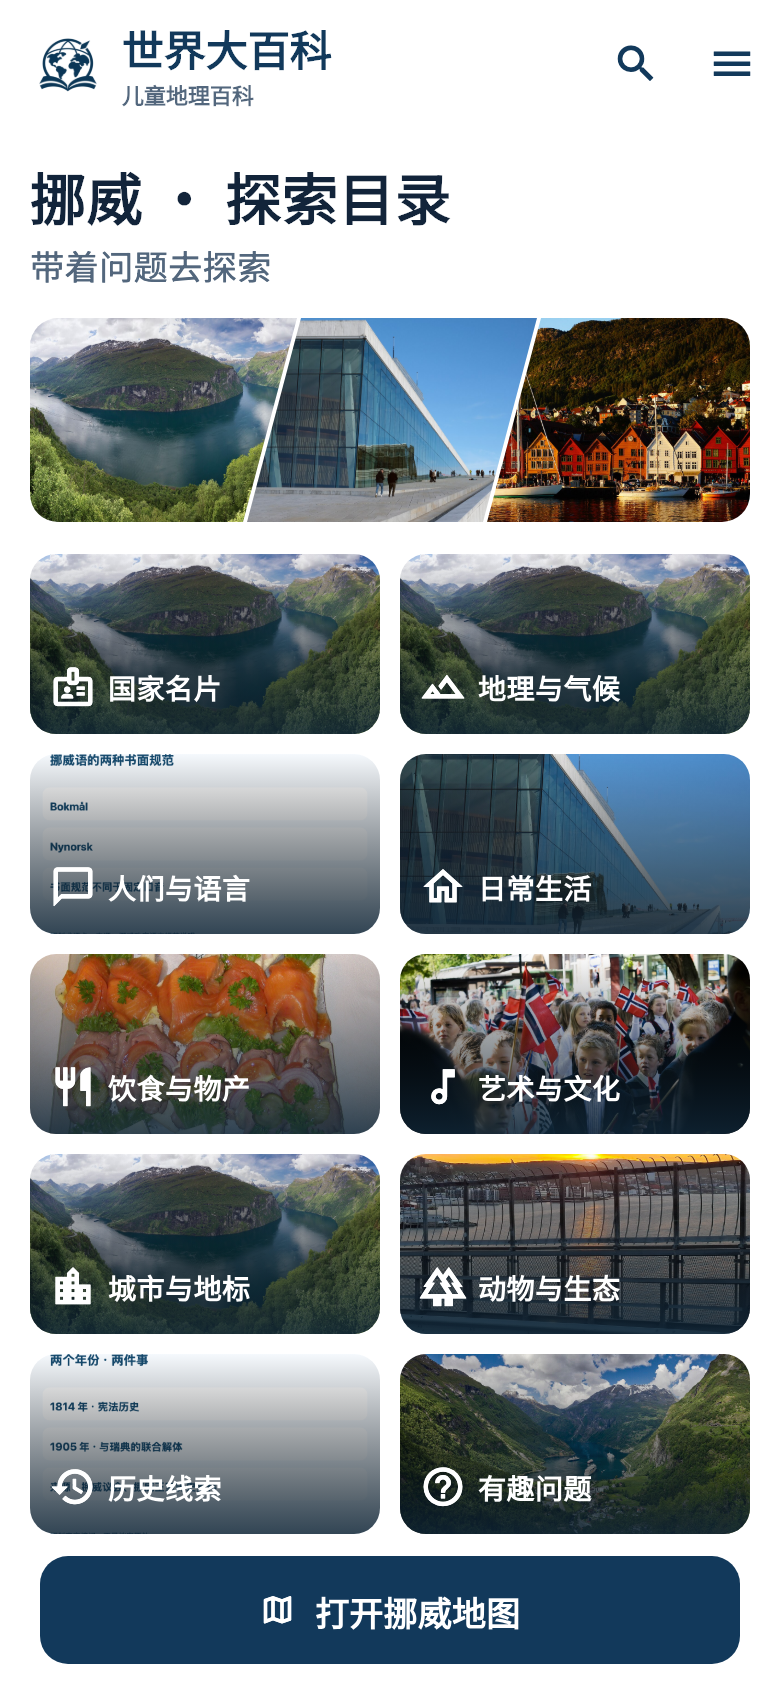 世界大百科
儿童地理百科
挪威 · 探索目录
带着问题去探索
国家名片
地理与气候
挪威语的两种书面规范
Bokmål
Nynorsk
人们与语言
日常生活
饮食与物产
艺术与文化
城市与地标
动物与生态
两个年份 · 两件事
1814 年 · 宪法历史
1905 年 · 与瑞典的联合解体
历史线索
有趣问题
打开挪威地图